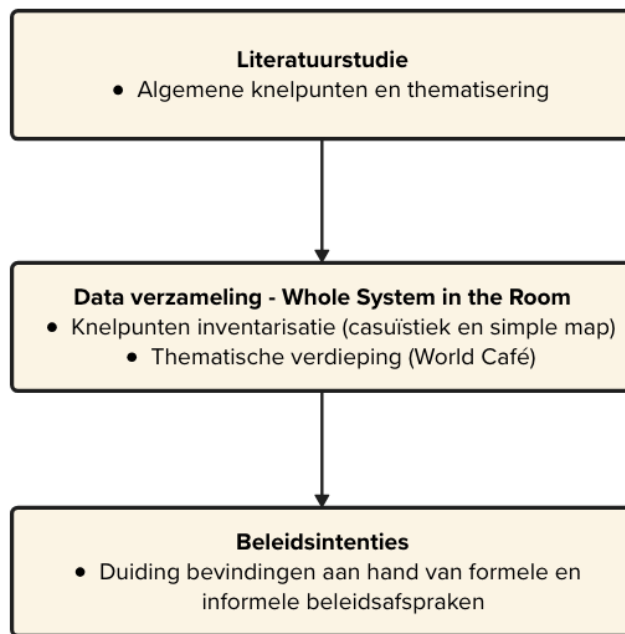 Literatuurstudie
• Algemene knelpunten en thematisering
Data verzameling - Whole System in the Room
• Knelpunten inventarisatie (casuïstiek en simple map)
• Thematische verdieping (World Café)
Beleidsintenties
• Duiding bevindingen aan hand van formele en
informele beleidsafspraken